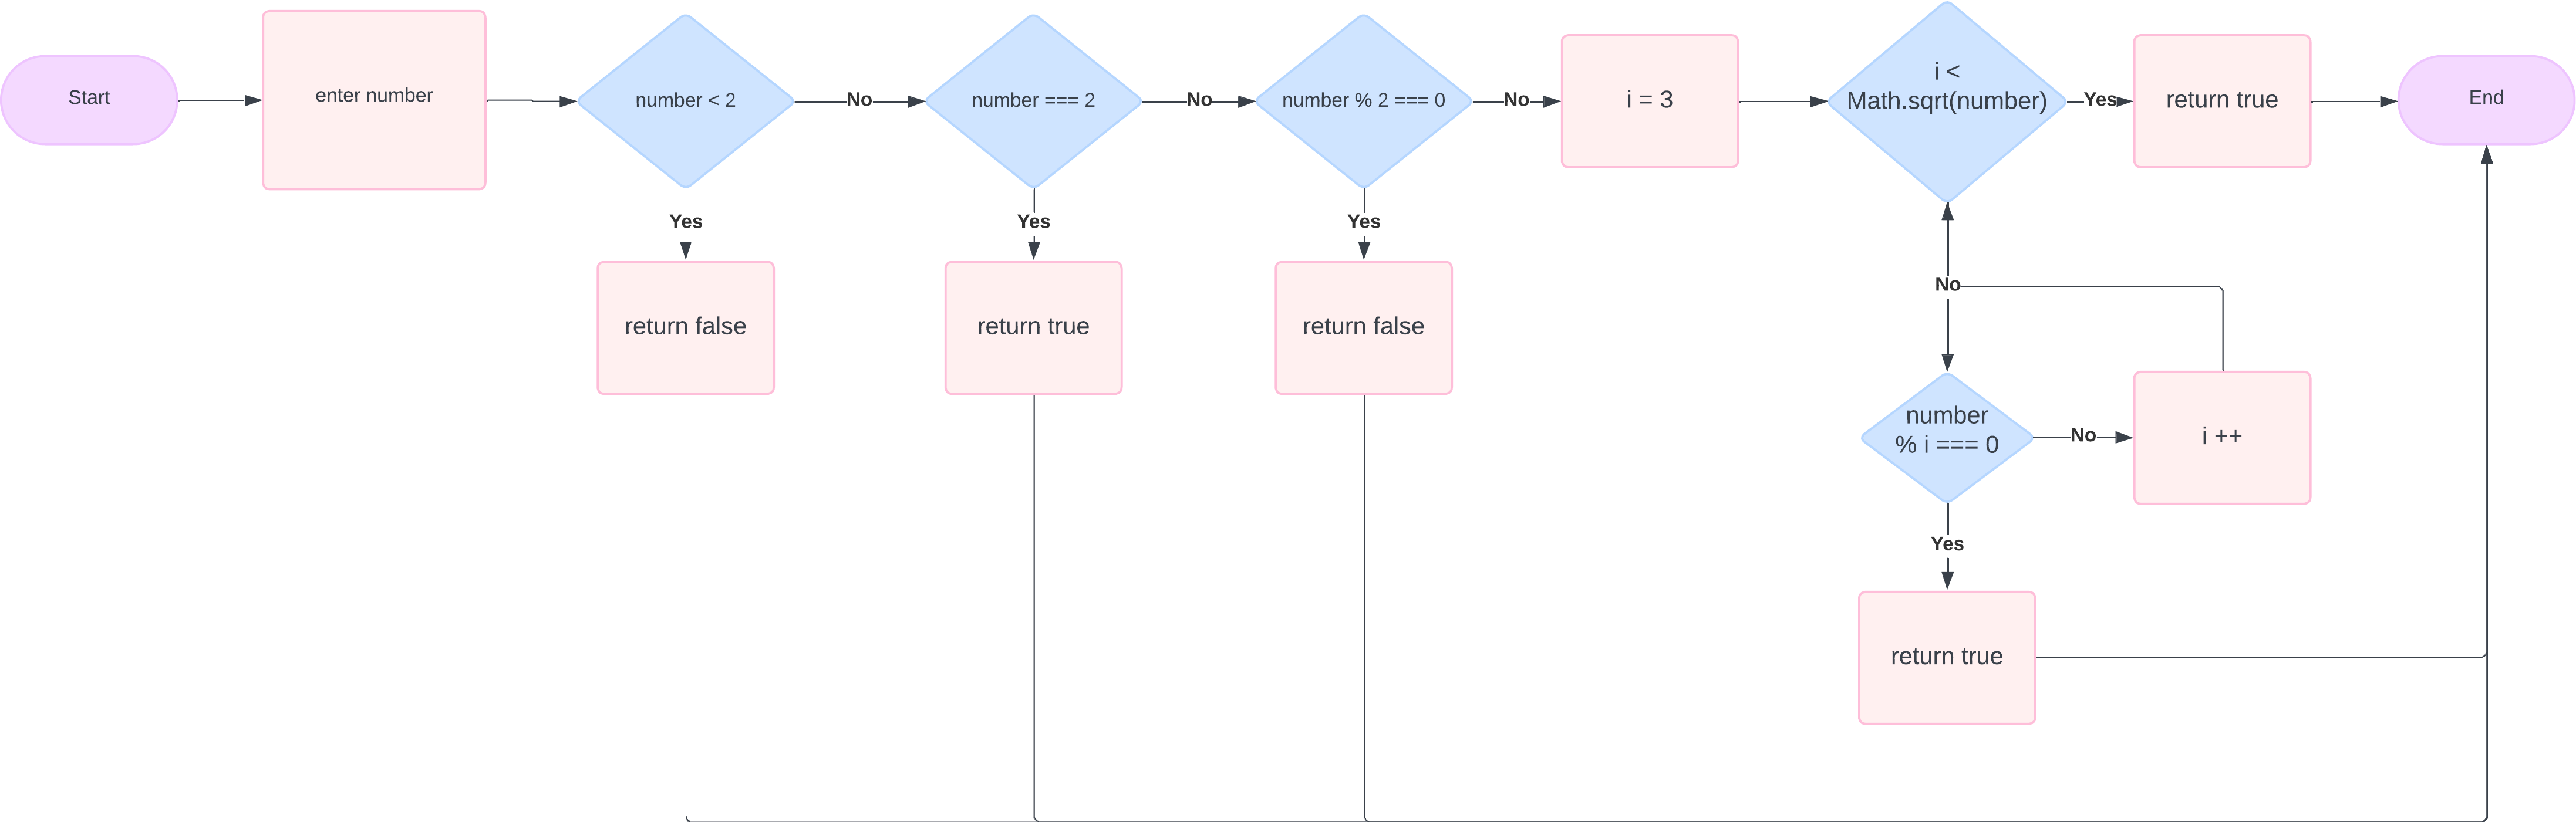 Start
enter number
number < 2
No
number === 2
No
number % 2 === 0
No
i = 3
i <
Math.sqrt(number)
Yes
return true
End
Yes
Yes
Yes
return false
return true
return false
No
number
% i === 0
No
i ++
Yes
return true